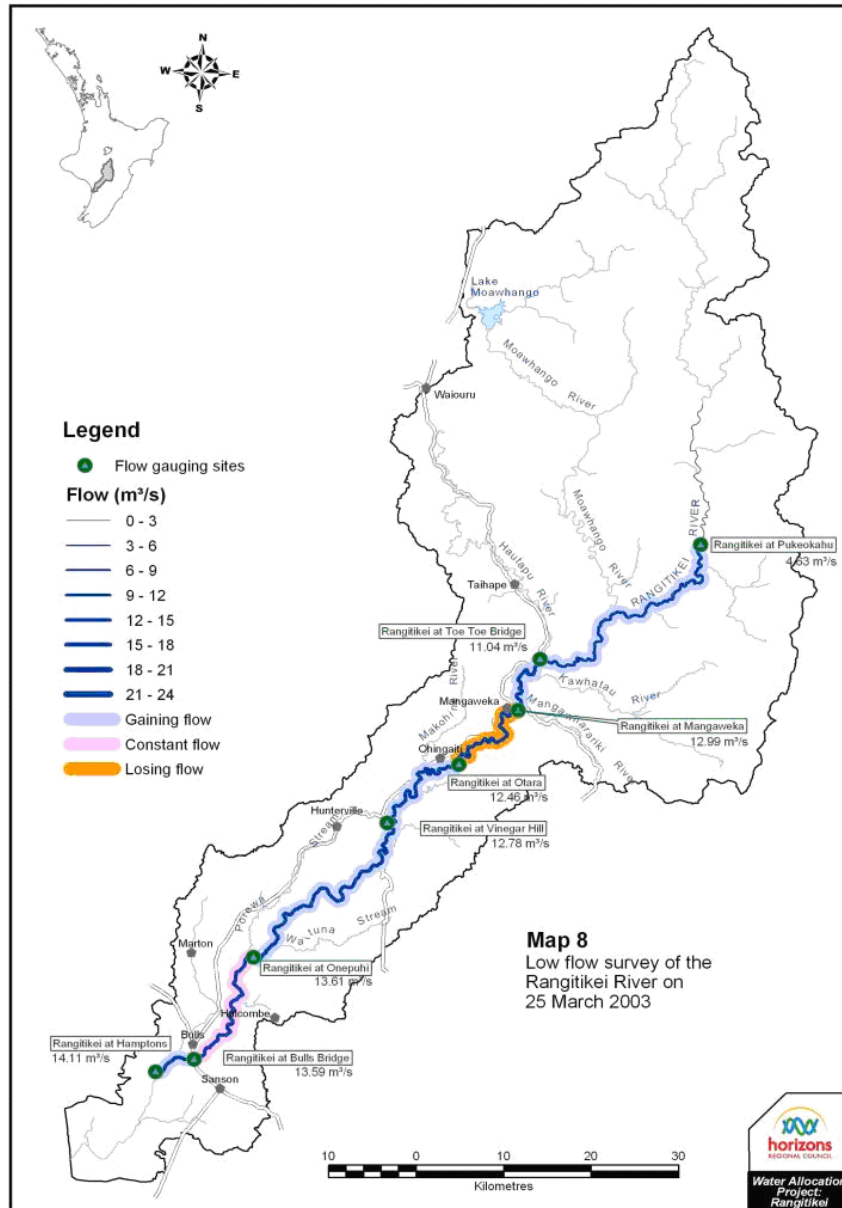 N
W
E
S
Lake
Moawhango
Moawhango River
Waiouru
Legend
Flow gauging sites
Flow (m³/s)
0 - 3
3 - 6
6 - 9
9 - 12
12 - 15
15 - 18
18 - 21
21 - 24
Gaining flow
Constant flow
Losing flow
Moawhango River
RANGITIKEI RIVER
Rangitikei at Pukeokahu
4.63 m³/s
Hautapu River
Taihape
Rangitikei at Toe Toe Bridge
11.04 m³/s
Kawhatau River
Mangaweka
Mangawharariki River
Rangitikei at Mangaweka
12.99 m³/s
Makohi River
Ohingaiti
Rangitikei at Otara
12.46 m³/s
Hunterville
Rangitikei at Vinegar Hill
12.78 m³/s
Porewa Stream
Wa tuna Stream
Marton
Rangitikei at Onepuhi
13.61 m³/s
Map 8
Low flow survey of the
Rangitikei River on
25 March 2003
Halcombe
Bulls
Rangitikei at Hamptons
14.11 m³/s
Rangitikei at Bulls Bridge
13.59 m³/s
Sanson
10 0 10 20 30
Kilometres
horizons
REGIONAL COUNCIL
Water Allocation
Project:
Rangitikei